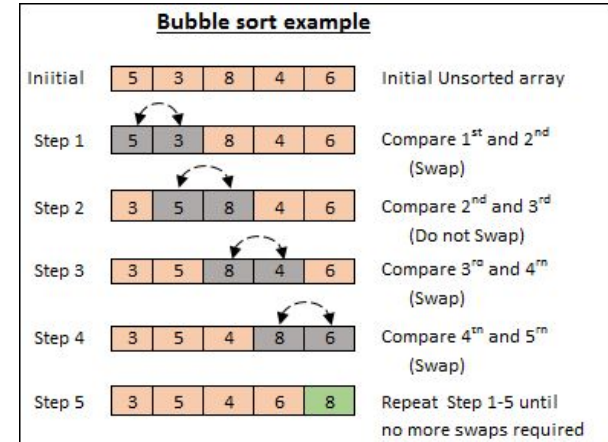 Bubble sort example
Iniitial 5 3 8 4 6 Initial Unsorted array
Step 1 5 3 8 4 6 Compare 1st and 2nd
(Swap)
Step 2 3 5 8 4 6 Compare 2nd and 3rd
(Do not Swap)
Step 3 3 5 8 4 6 Compare 3rd and 4rn
(Swap)
Step 4 3 5 4 8 6 Compare 4tn and 5rn
(Swap)
Step 5 3 5 4 6 8 Repeat Step 1-5 until
no more swaps required